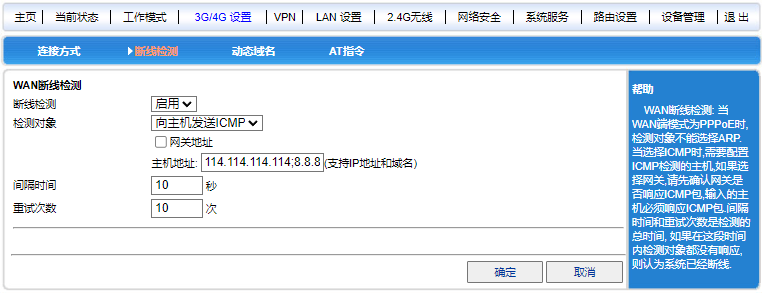 主页 当前状态 工作模式 3G/4G 设置 VPN LAN 设置 2.4G无线 网络安全 系统服务 路由设置 设备管理 退 出
连接方式 断线检测 动态域名 AT指令
WAN断线检测
断线检测 启用
检测对象 向主机发送ICMP
网关地址
主机地址: 114.114.114.114;8.8.8 (支持IP地址和域名)
间隔时间 10 秒
重试次数 10 次
确定 取消
帮助
WAN断线检测: 当
WAN端模式为PPPoE时,
检测对象不能选择ARP.
当选择ICMP时,需要配置
ICMP检测的主机,如果选
择网关,请先确认网关是
否响应ICMP包,输入的主
机必须响应ICMP包.间隔
时间和重试次数是检测的
总时间, 如果在这段时间
内检测对象都没有响应,
则认为系统已经断线.